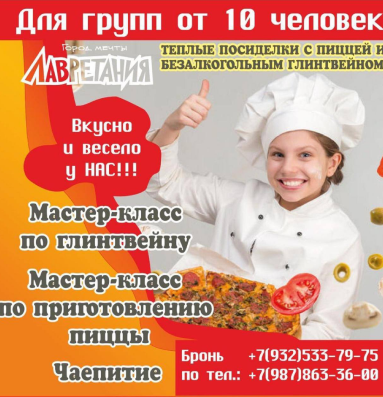 Для групп от 10 человек
Город мечты
ЛАВРЕТАНИЯ
ТЕПЛЫЕ ПОСИДЕЛКИ С ПИЦЦЕЙ И
БЕЗАЛКОГОЛЬНЫМ ГЛИНТВЕЙНОМ
Вкусно
и весело
у НАС!!!
Мастер-класс
по глинтвейну
Мастер-класс
по приготовлению
пиццы
Чаепитие
Бронь +7(932)533-79-75
по тел.: +7(987)863-36-00